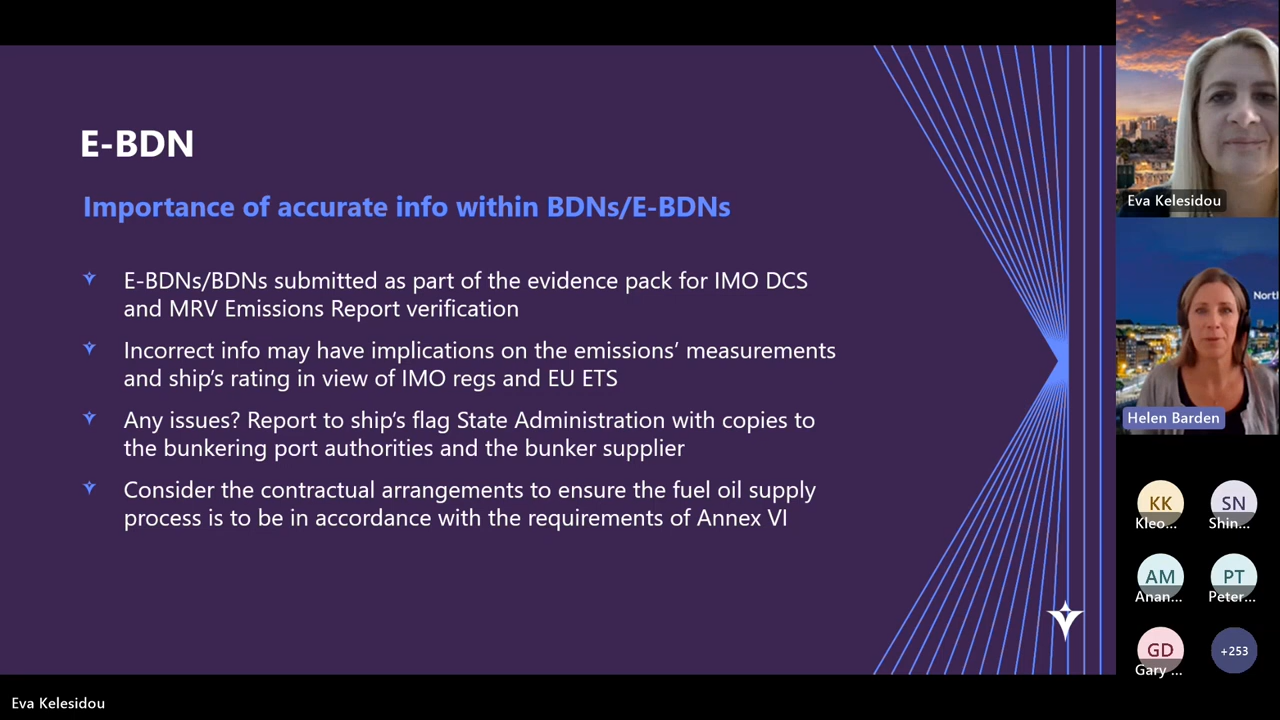 E-BDN
Importance of accurate info within BDNs/E-BDNs
E-BDNs/BDNs submitted as part of the evidence pack for IMO DCS
and MRV Emissions Report verification
Incorrect info may have implications on the emissions’ measurements
and ship’s rating in view of IMO regs and EU ETS
Any issues? Report to ship’s flag State Administration with copies to
the bunkering port authorities and the bunker supplier
Consider the contractual arrangements to ensure the fuel oil supply
process is to be in accordance with the requirements of Annex VI
Eva Kelesidou
Nort
Helen Barden
KK
Kleo...
SN
Shin...
AM
Anan...
PT
Peter...
GD
Gary ...
+253
Eva Kelesidou